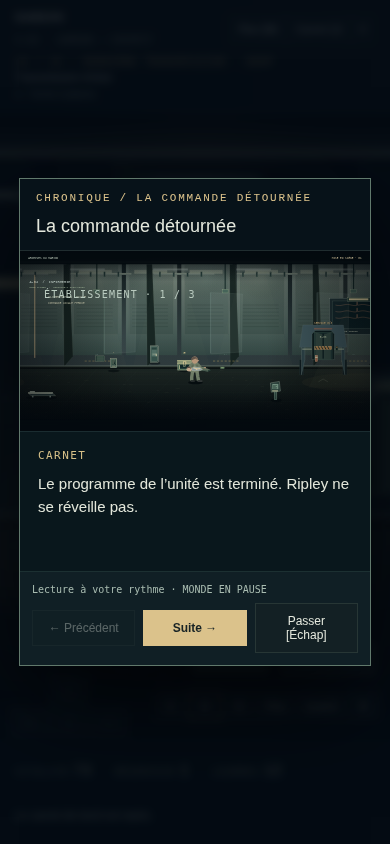 CHRONIQUE / LA COMMANDE DÉTOURNÉE
La commande détournée
ÉTABLISSEMENT · 1 / 3
CARNET
Le programme de l’unité est terminé. Ripley ne
se réveille pas.
Lecture à votre rythme · MONDE EN PAUSE
← Précédent
Suite →
Passer
[Échap]